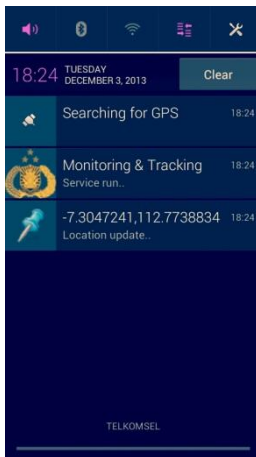 18:24 TUESDAY
DECEMBER 3, 2013
Clear
Searching for GPS 18:24
Monitoring & Tracking 18:24
Service run..
-7.3047241,112.7738834 18:24
Location update..
TELKOMSEL